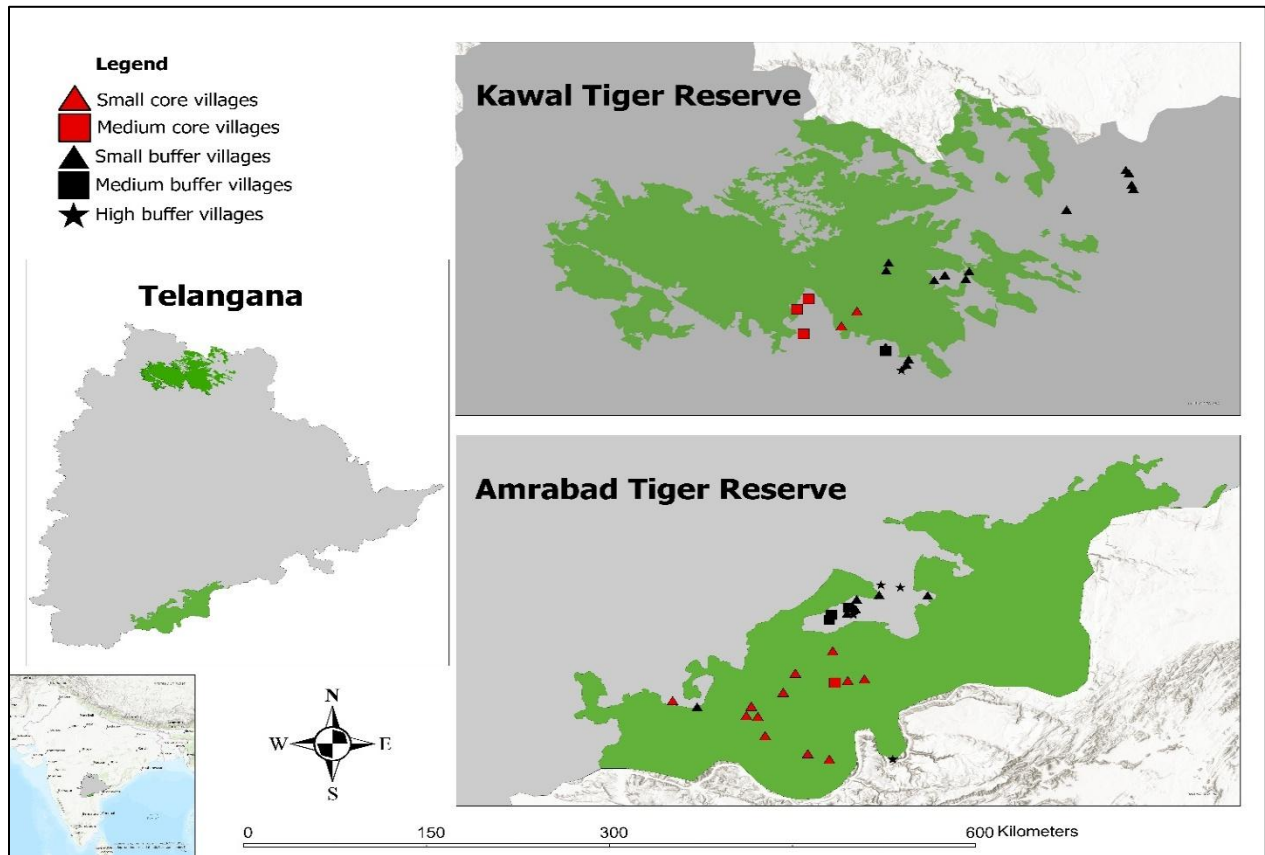 Legend
Small core villages
Medium core villages
Small buffer villages
Medium buffer villages
High buffer villages
Telangana
Kawal Tiger Reserve
Amrabad Tiger Reserve
N
W E
S
0 150 300 600 Kilometers